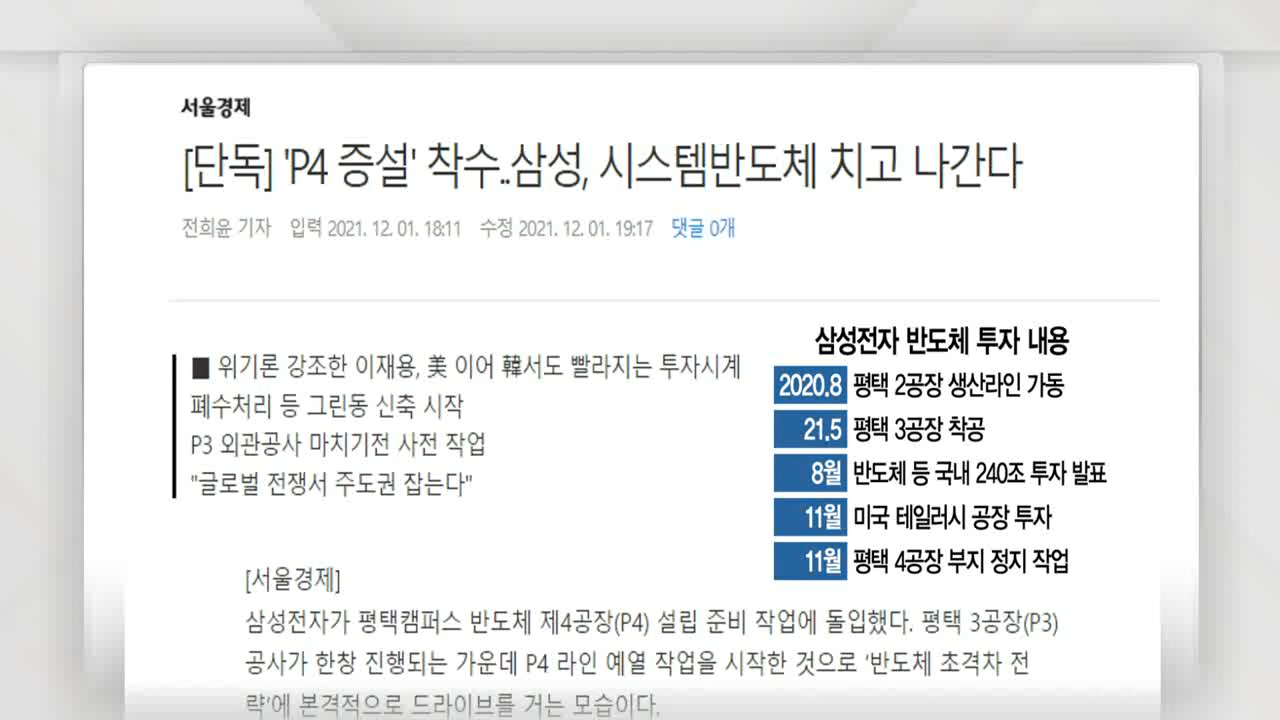 서울경제
[단독] 'P4 증설' 착수..삼성, 시스템반도체 치고 나간다
전희윤 기자 입력 2021. 12. 01. 18:11 수정 2021. 12. 01. 19:17 댓글 0개
■ 위기론 강조한 이재용, 美 이어 韓서도 빨라지는 투자시계
폐수처리 등 그린동 신축 시작
P3 외관공사 마치기전 사전 작업
"글로벌 전쟁서 주도권 잡는다"
삼성전자 반도체 투자 내용
2020.8 평택 2공장 생산라인 가동
21.5 평택 3공장 착공
8월 반도체 등 국내 240조 투자 발표
11월 미국 테일러시 공장 투자
11월 평택 4공장 부지 정지 작업
[서울경제]
삼성전자가 평택캠퍼스 반도체 제4공장(P4) 설립 준비 작업에 돌입했다. 평택 3공장(P3)
공사가 한창 진행되는 가운데 P4 라인 예열 작업을 시작한 것으로 '반도체 초격차 전
략'에 본격적으로 드라이브를 거는 모습이다.